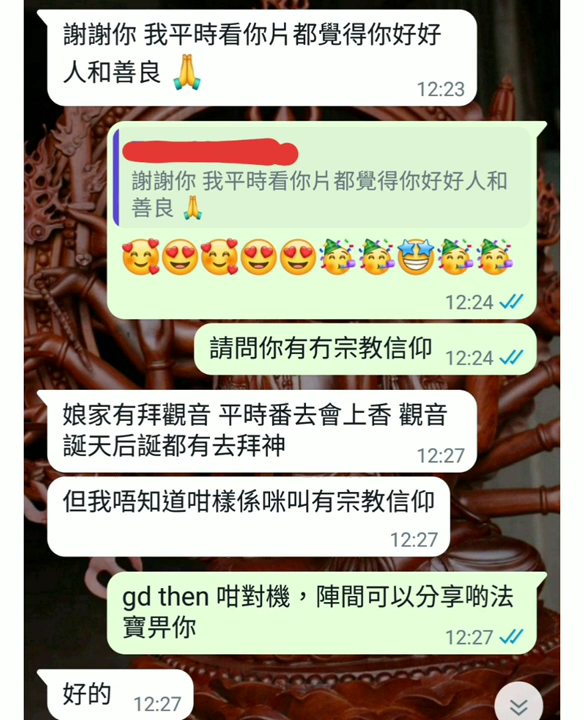 謝謝你 我平時看你片都覺得你好好
人和善良 🙏
12:23
謝謝你 我平時看你片都覺得你好好人和
善良 🙏
🥰😍🥰😍😍🥳🥳🤩🥳🥳
12:24
請問你有冇宗教信仰 12:24
娘家有拜觀音 平時番去會上香 觀音
誕天后誕都有去拜神
12:27
但我唔知道咁樣係咪叫有宗教信仰
12:27
gd then 咁對機，陣間可以分享啲法
寶畀你
12:27
好的 12:27